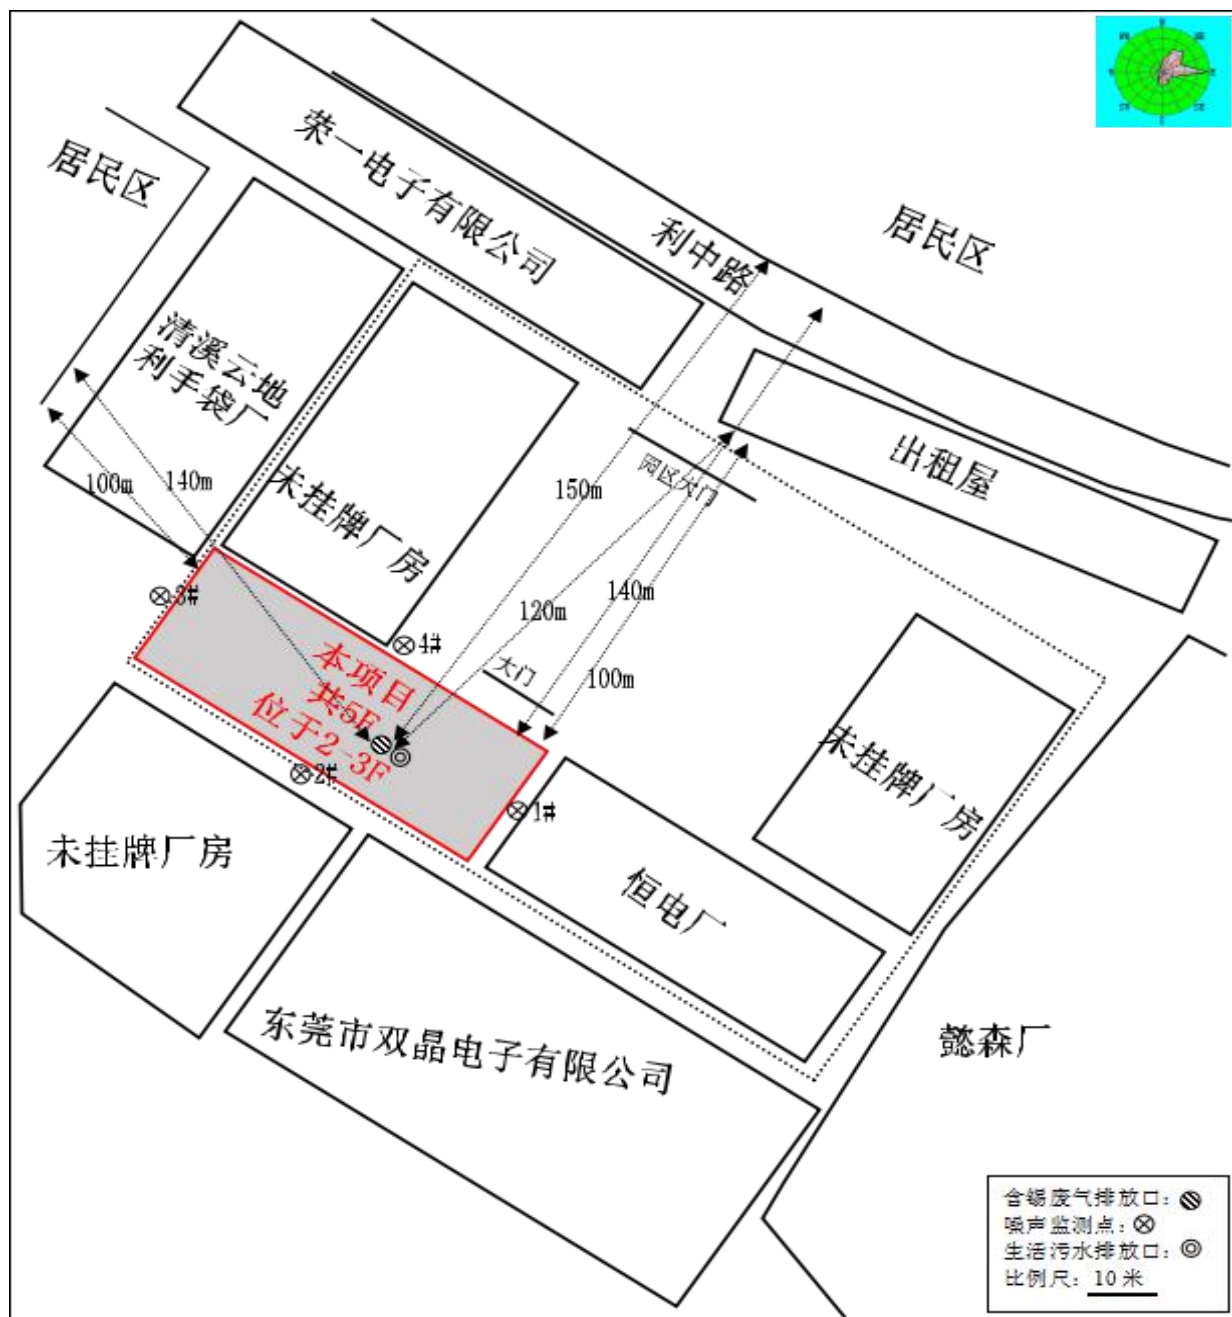 荣一电子有限公司
居民区
利中路
居民区
清溪云地
利手袋厂
未挂牌厂房
园区大门
出租屋
100m
140m
150m
120m
140m
100m
3#
4#
大门
本项目
共5F
位于2-3F
2#
1#
未挂牌厂房
未挂牌厂房
恒电厂
东莞市双晶电子有限公司
懿森厂
含锡废气排放口：
噪声监测点：
生活污水排放口：
比例尺：10米